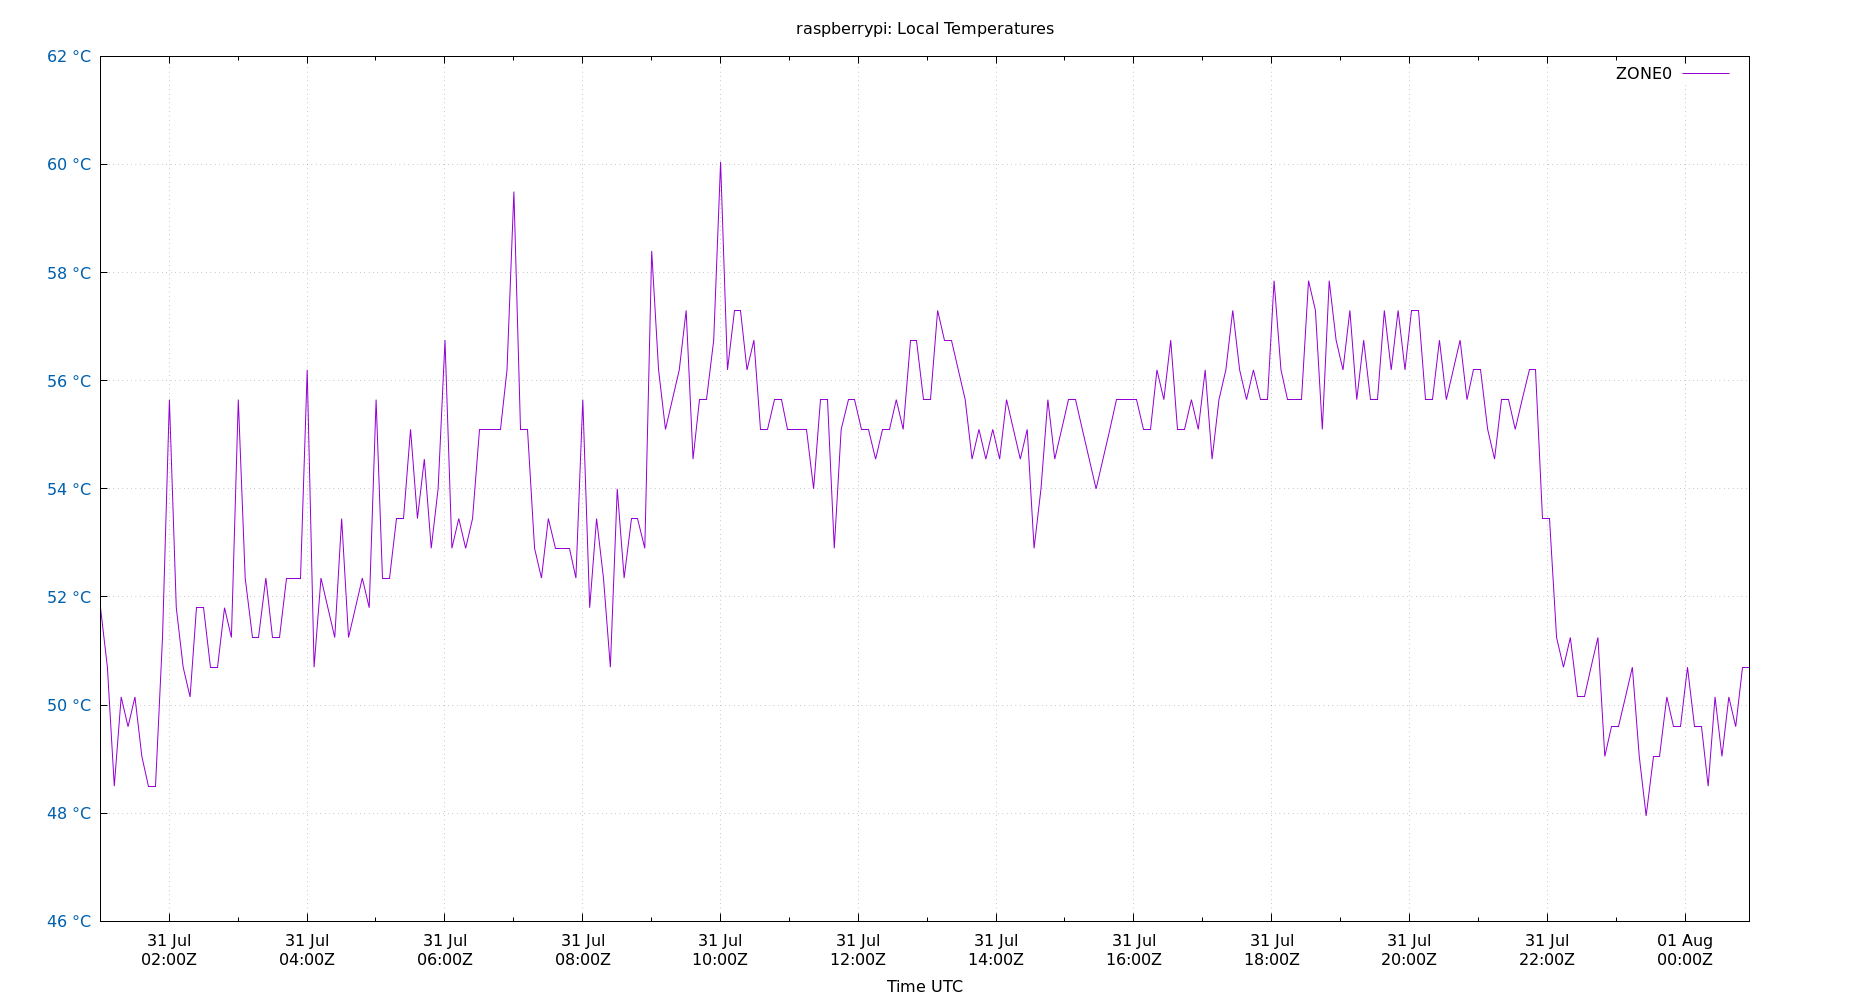 raspberrypi: Local Temperatures
62 °C
ZONE0
60 °C
58 °C
56 °C
54 °C
52 °C
50 °C
48 °C
46 °C
31 Jul 31 Jul 31 Jul 31 Jul 31 Jul 31 Jul 31 Jul 31 Jul 31 Jul 31 Jul 31 Jul 01 Aug
02:00Z 04:00Z 06:00Z 08:00Z 10:00Z 12:00Z 14:00Z 16:00Z 18:00Z 20:00Z 22:00Z 00:00Z
Time UTC